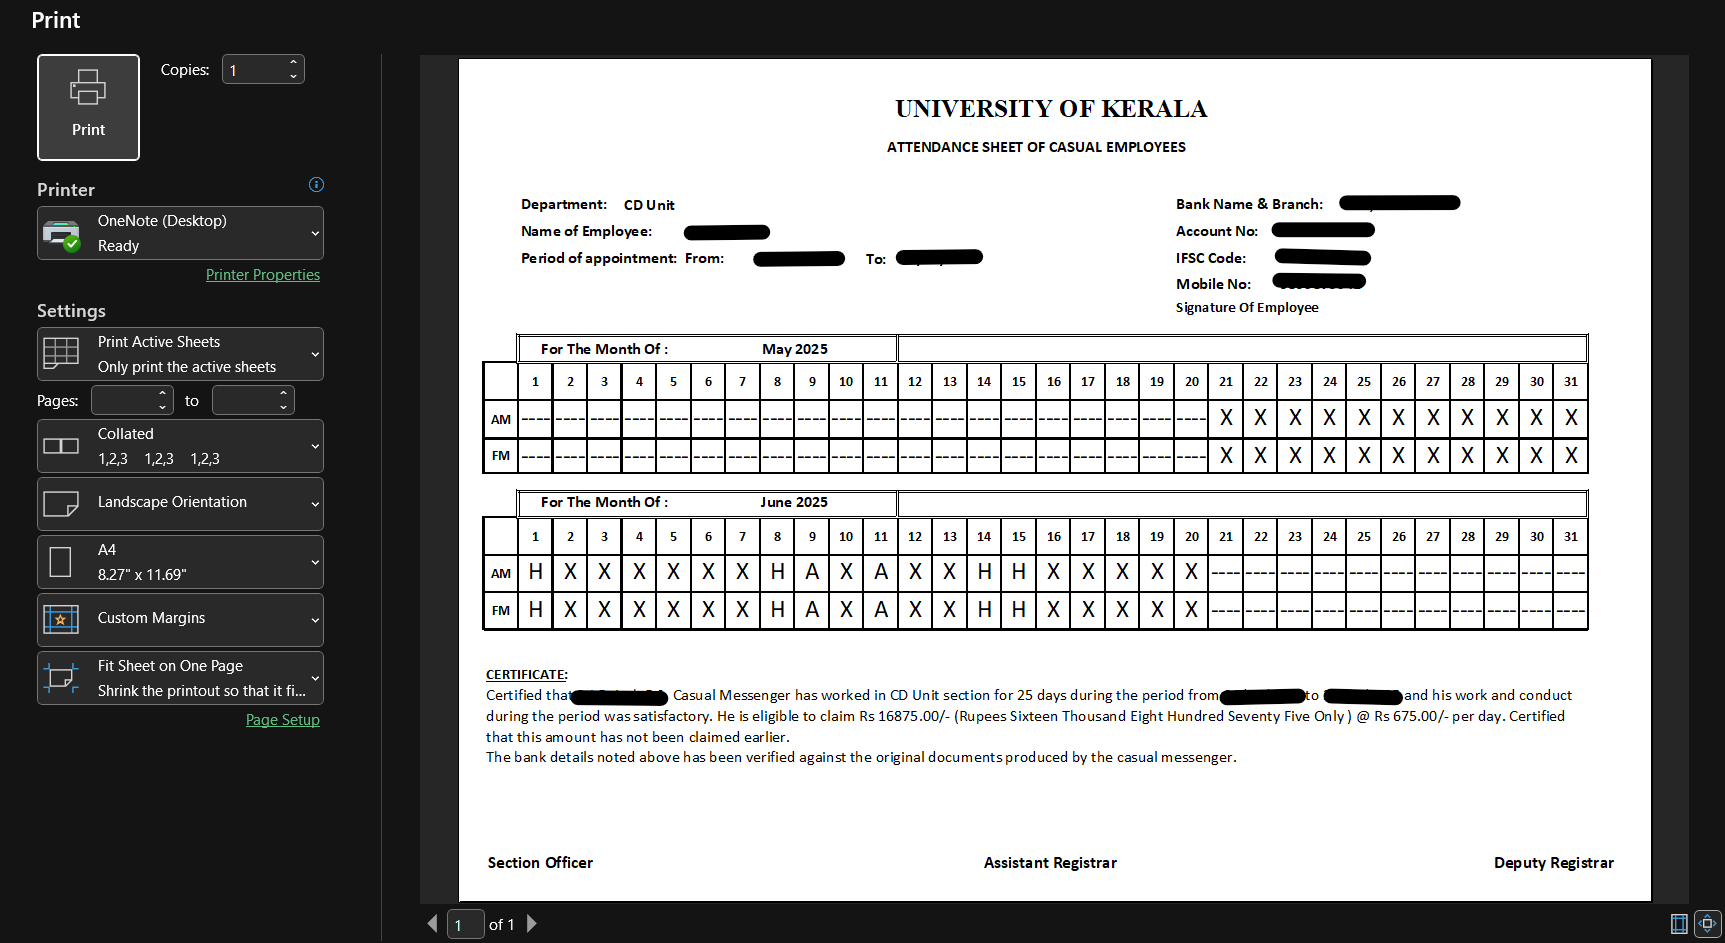 Print
Print
Copies:
1
Printer
OneNote (Desktop)
Ready
Printer Properties
Settings
Print Active Sheets
Only print the active sheets
Pages:
to
Collated
1,2,3 1,2,3 1,2,3
Landscape Orientation
A4
8.27" x 11.69"
Custom Margins
Fit Sheet on One Page
Shrink the printout so that it fi...
Page Setup
UNIVERSITY OF KERALA
ATTENDANCE SHEET OF CASUAL EMPLOYEES
Department: CD Unit
Name of Employee:
Period of appointment: From: To:
Bank Name & Branch:
Account No:
IFSC Code:
Mobile No:
Signature Of Employee
For The Month Of : May 2025
1 2 3 4 5 6 7 8 9 10 11 12 13 14 15 16 17 18 19 20 21 22 23 24 25 26 27 28 29 30 31
AM ---- ---- ---- ---- ---- ---- ---- ---- ---- ---- ---- ---- ---- ---- ---- ---- ---- ---- ---- ---- X X X X X X X X X X X
FM ---- ---- ---- ---- ---- ---- ---- ---- ---- ---- ---- ---- ---- ---- ---- ---- ---- ---- ---- ---- X X X X X X X X X X X
For The Month Of : June 2025
1 2 3 4 5 6 7 8 9 10 11 12 13 14 15 16 17 18 19 20 21 22 23 24 25 26 27 28 29 30 31
AM H X X X X X X H A X A X X H H X X X X X ---- ---- ---- ---- ---- ---- ---- ---- ---- ---- ----
FM H X X X X X X H A X A X X H H X X X X X ---- ---- ---- ---- ---- ---- ---- ---- ---- ---- ----
CERTIFICATE:
Certified that Casual Messenger has worked in CD Unit section for 25 days during the period from to and his work and conduct
during the period was satisfactory. He is eligible to claim Rs 16875.00/- (Rupees Sixteen Thousand Eight Hundred Seventy Five Only ) @ Rs 675.00/- per day. Certified
that this amount has not been claimed earlier.
The bank details noted above has been verified against the original documents produced by the casual messenger.
Section Officer Assistant Registrar Deputy Registrar
1 of 1